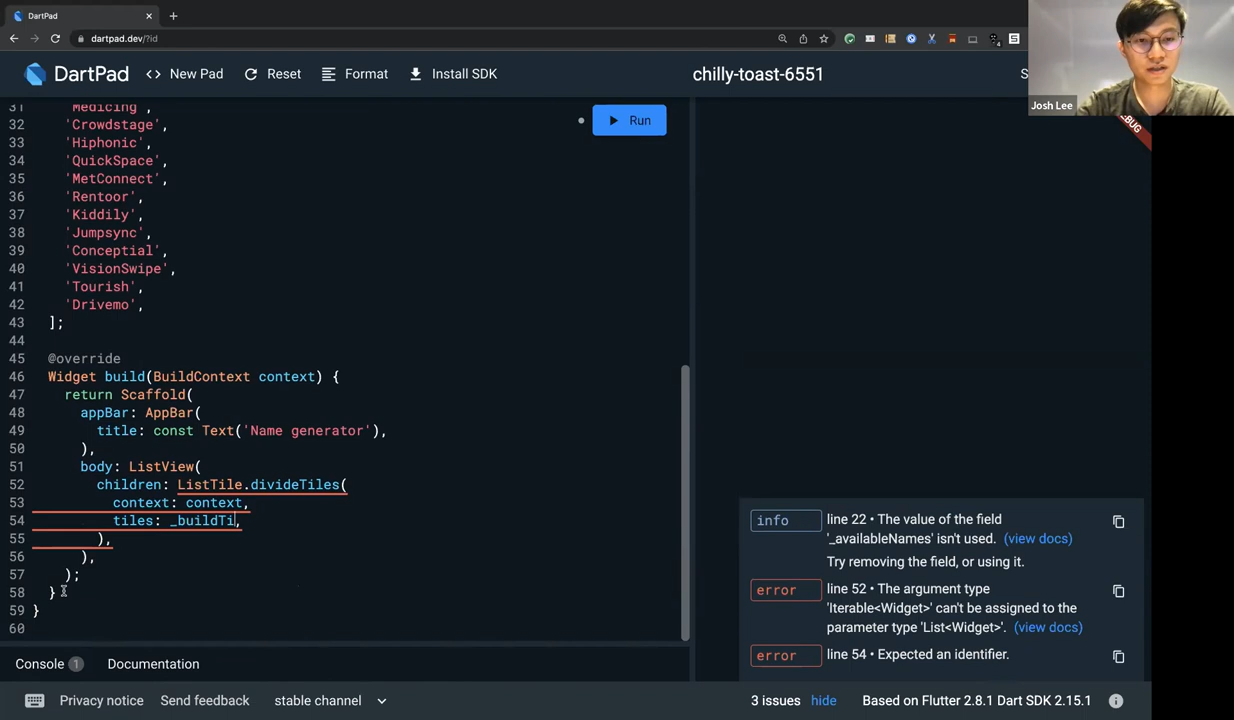 DartPad
dartpad.dev/?id
DartPad
<> New Pad
Reset
Format
Install SDK
chilly-toast-6551
S
Josh Lee
31 'Medicing',
32 'Crowdstage',
33 'Hiphonic',
34 'QuickSpace',
35 'MetConnect',
36 'Rentoor',
37 'Kiddily',
38 'Jumpsync',
39 'Conceptial',
40 'VisionSwipe',
41 'Tourish',
42 'Drivemo',
43 ];
44
45 @override
46 Widget build(BuildContext context) {
47 return Scaffold(
48 appBar: AppBar(
49 title: const Text('Name generator'),
50 ),
51 body: ListView(
52 children: ListTile.divideTiles(
53 context: context,
54 tiles: _buildTi,
55 ),
56 ),
57 );
58 }
59 }
60
Run
info
line 22 • The value of the field
'_availableNames' isn't used. (view docs)
Try removing the field, or using it.
error
line 52 • The argument type
'Iterable<Widget>' can't be assigned to the
parameter type 'List<Widget>'. (view docs)
error
line 54 • Expected an identifier.
Console 1
Documentation
Privacy notice
Send feedback
stable channel
3 issues
hide
Based on Flutter 2.8.1 Dart SDK 2.15.1